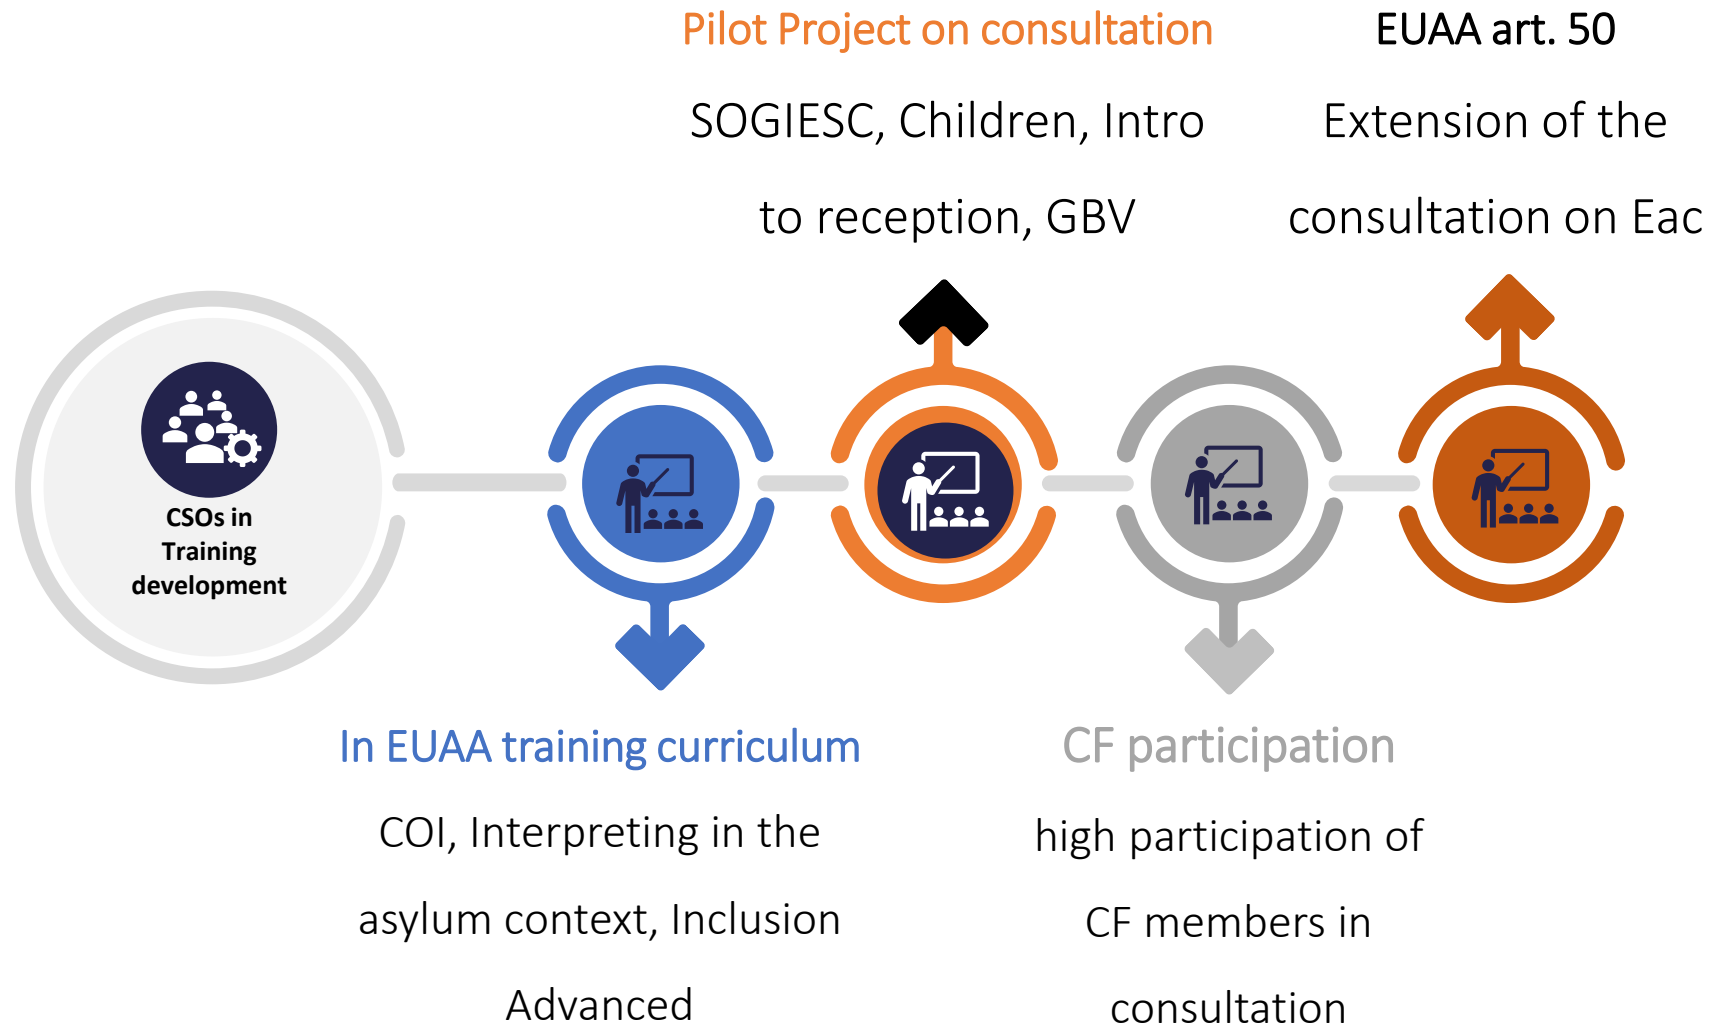 Pilot Project on consultation
SOGIESC, Children, Intro
to reception, GBV
EUAA art. 50
Extension of the
consultation on Eac
CSOs in
Training
development
In EUAA training curriculum
COI, Interpreting in the
asylum context, Inclusion
Advanced
CF participation
high participation of
CF members in
consultation